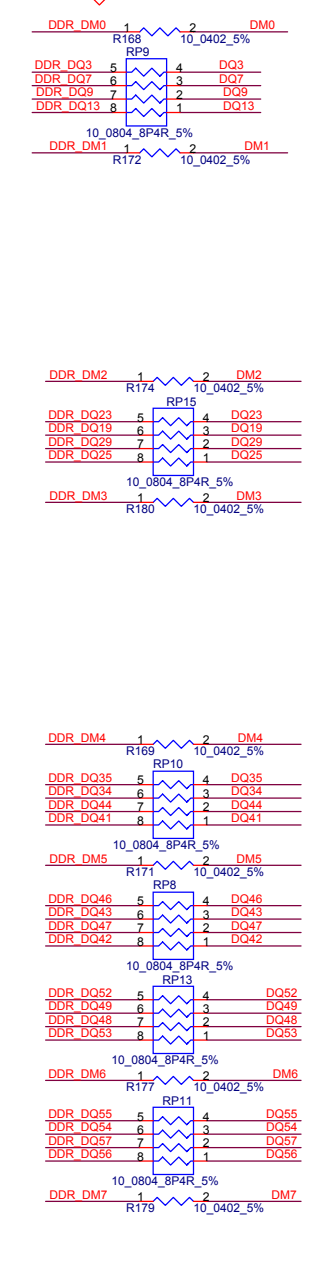 DDR_DM0 1 2 DM0
R168 10_0402_5%
RP9
DDR_DQ3 5 4 DQ3
DDR_DQ7 6 3 DQ7
DDR_DQ9 7 2 DQ9
DDR_DQ13 8 1 DQ13
10_0804_8P4R_5%
DDR_DM1 1 2 DM1
R172 10_0402_5%
DDR_DM2 1 2 DM2
R174 10_0402_5%
RP15
DDR_DQ23 5 4 DQ23
DDR_DQ19 6 3 DQ19
DDR_DQ29 7 2 DQ29
DDR_DQ25 8 1 DQ25
10_0804_8P4R_5%
DDR_DM3 1 2 DM3
R180 10_0402_5%
DDR_DM4 1 2 DM4
R169 10_0402_5%
RP10
DDR_DQ35 5 4 DQ35
DDR_DQ34 6 3 DQ34
DDR_DQ44 7 2 DQ44
DDR_DQ41 8 1 DQ41
10_0804_8P4R_5%
DDR_DM5 1 2 DM5
R171 10_0402_5%
RP8
DDR_DQ46 5 4 DQ46
DDR_DQ43 6 3 DQ43
DDR_DQ47 7 2 DQ47
DDR_DQ42 8 1 DQ42
10_0804_8P4R_5%
RP13
DDR_DQ52 5 4 DQ52
DDR_DQ49 6 3 DQ49
DDR_DQ48 7 2 DQ48
DDR_DQ53 8 1 DQ53
10_0804_8P4R_5%
DDR_DM6 1 2 DM6
R177 10_0402_5%
RP11
DDR_DQ55 5 4 DQ55
DDR_DQ54 6 3 DQ54
DDR_DQ57 7 2 DQ57
DDR_DQ56 8 1 DQ56
10_0804_8P4R_5%
DDR_DM7 1 2 DM7
R179 10_0402_5%